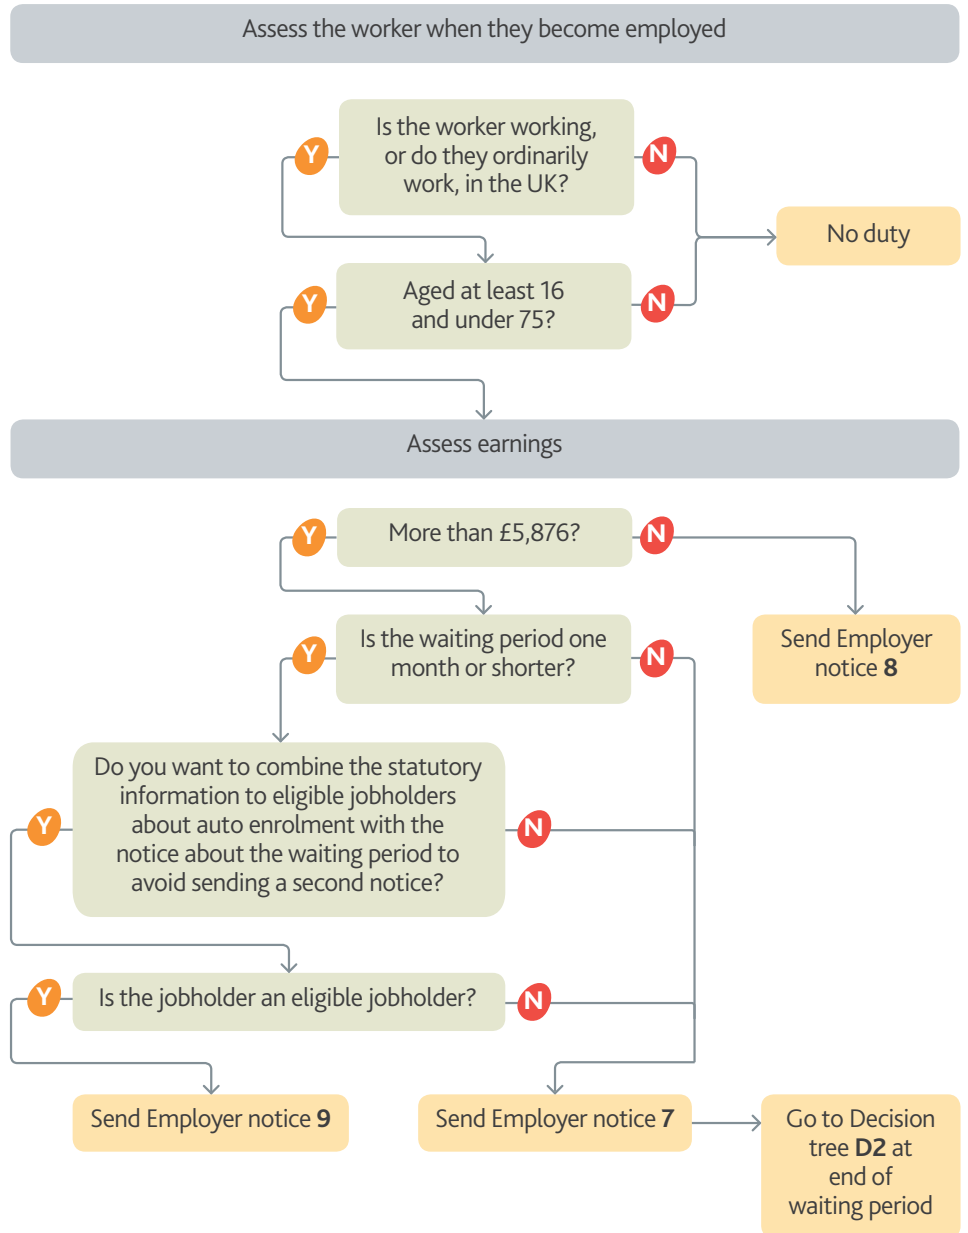 Assess the worker when they become employed
Is the worker working,
or do they ordinarily
work, in the UK?
Y
N
No duty
Aged at least 16
and under 75?
Y
N
Assess earnings
More than £5,876?
Y
N
Is the waiting period one
month or shorter?
Y
N
Send Employer
notice 8
Do you want to combine the statutory
information to eligible jobholders
about auto enrolment with the
notice about the waiting period to
avoid sending a second notice?
Y
N
Is the jobholder an eligible jobholder?
Y
N
Send Employer notice 9
Send Employer notice 7
Go to Decision
tree D2 at
end of
waiting period